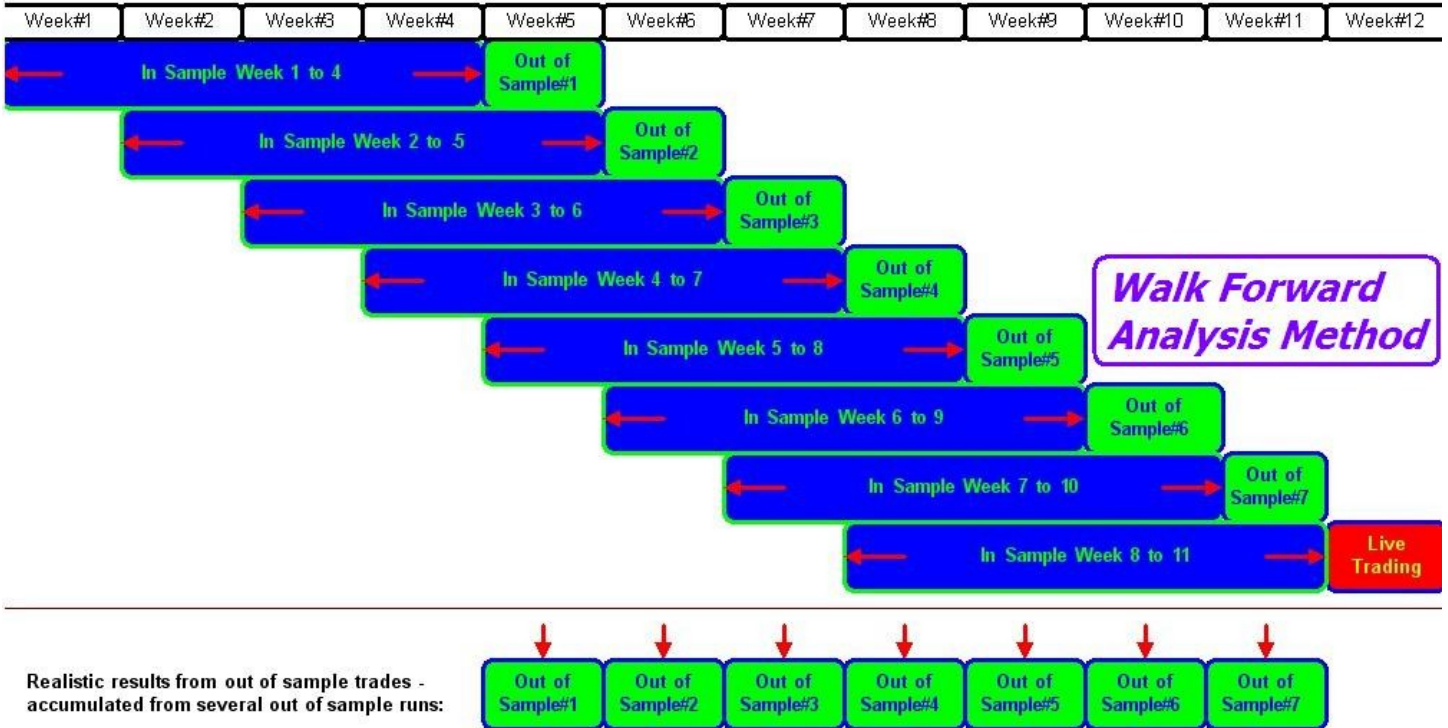 Week#1 Week#2 Week#3 Week#4 Week#5 Week#6 Week#7 Week#8 Week#9 Week#10 Week#11 Week#12
In Sample Week 1 to 4
Out of
Sample#1
In Sample Week 2 to -5
Out of
Sample#2
In Sample Week 3 to 6
Out of
Sample#3
In Sample Week 4 to 7
Out of
Sample#4
Walk Forward
Analysis Method
In Sample Week 5 to 8
Out of
Sample#5
In Sample Week 6 to 9
Out of
Sample#6
In Sample Week 7 to 10
Out of
Sample#7
In Sample Week 8 to 11
Live
Trading
Realistic results from out of sample trades -
accumulated from several out of sample runs:
Out of
Sample#1
Out of
Sample#2
Out of
Sample#3
Out of
Sample#4
Out of
Sample#5
Out of
Sample#6
Out of
Sample#7